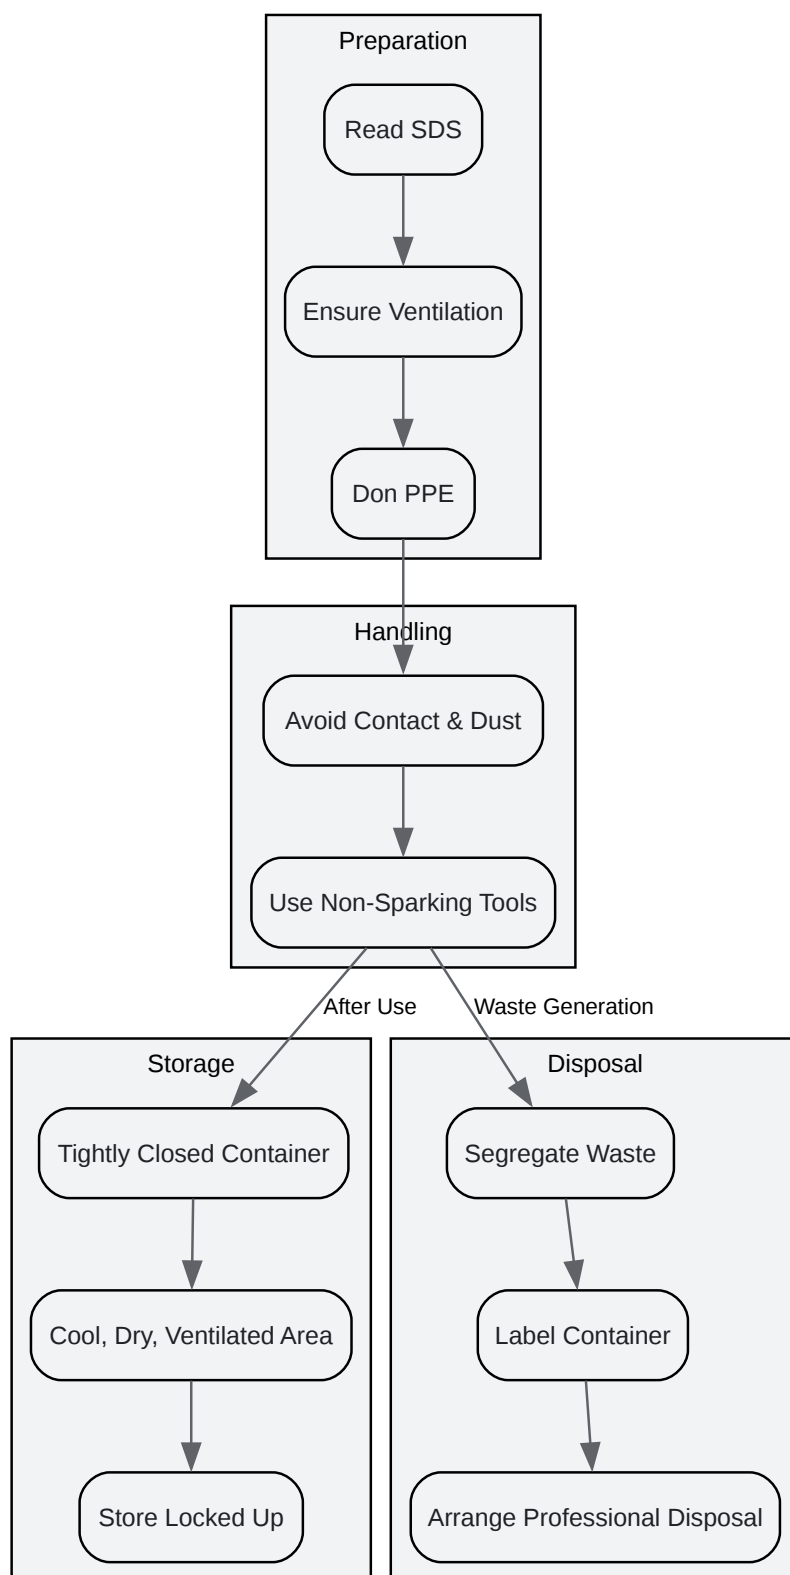 Preparation
Read SDS
Ensure Ventilation
Don PPE
Handling
Avoid Contact & Dust
Use Non-Sparking Tools
After Use
Waste Generation
Storage
Tightly Closed Container
Cool, Dry, Ventilated Area
Store Locked Up
Disposal
Segregate Waste
Label Container
Arrange Professional Disposal